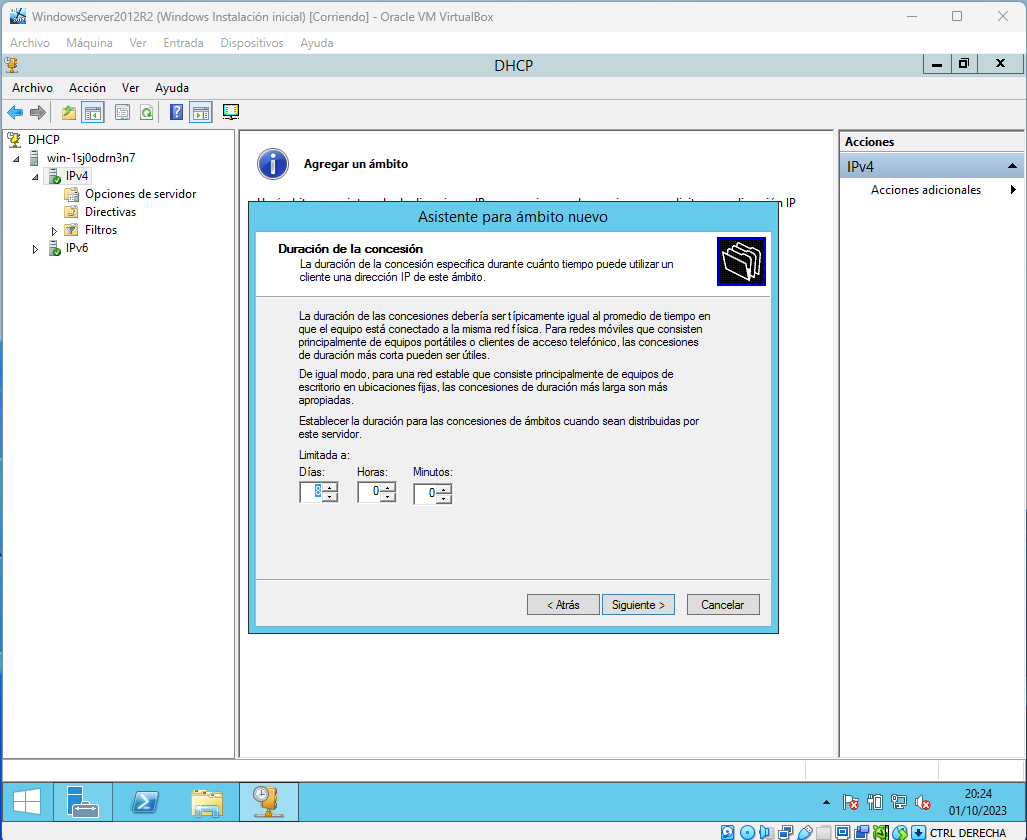 WindowsServer2012R2 (Windows Instalación inicial) [Corriendo] - Oracle VM VirtualBox
Archivo Máquina Ver Entrada Dispositivos Ayuda
DHCP
Archivo Acción Ver Ayuda
DHCP
win-1sj0odrn3n7
IPv4
Opciones de servidor
Directivas
Filtros
IPv6
Agregar un ámbito
IP
Acciones
IPv4
Acciones adicionales
Asistente para ámbito nuevo
Duración de la concesión
La duración de la concesión especifica durante cuánto tiempo puede utilizar un
cliente una dirección IP de este ámbito.
La duración de las concesiones debería ser típicamente igual al promedio de tiempo en
que el equipo está conectado a la misma red física. Para redes móviles que consisten
principalmente de equipos portátiles o clientes de acceso telefónico, las concesiones
de duración más corta pueden ser útiles.
De igual modo, para una red estable que consiste principalmente de equipos de
escritorio en ubicaciones fijas, las concesiones de duración más larga son más
apropiadas.
Establecer la duración para las concesiones de ámbitos cuando sean distribuidas por
este servidor.
Limitada a:
Días: Horas: Minutos:
8 0 0
< Atrás Siguiente > Cancelar
20:24
01/10/2023
CTRL DERECHA